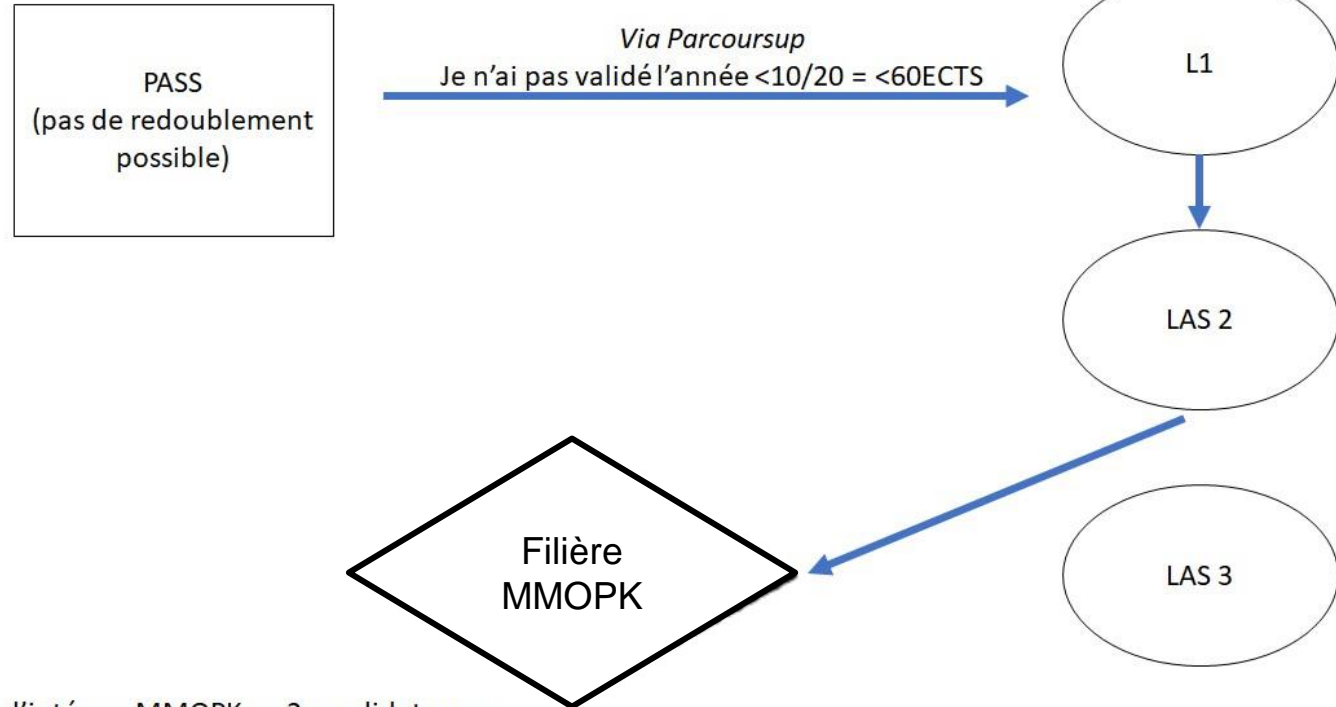 Via Parcoursup
Je n'ai pas validé l'année <10/20 = <60ECTS
L1
PASS
(pas de redoublement
possible)
LAS 2
Filière
MMOPK
LAS 3